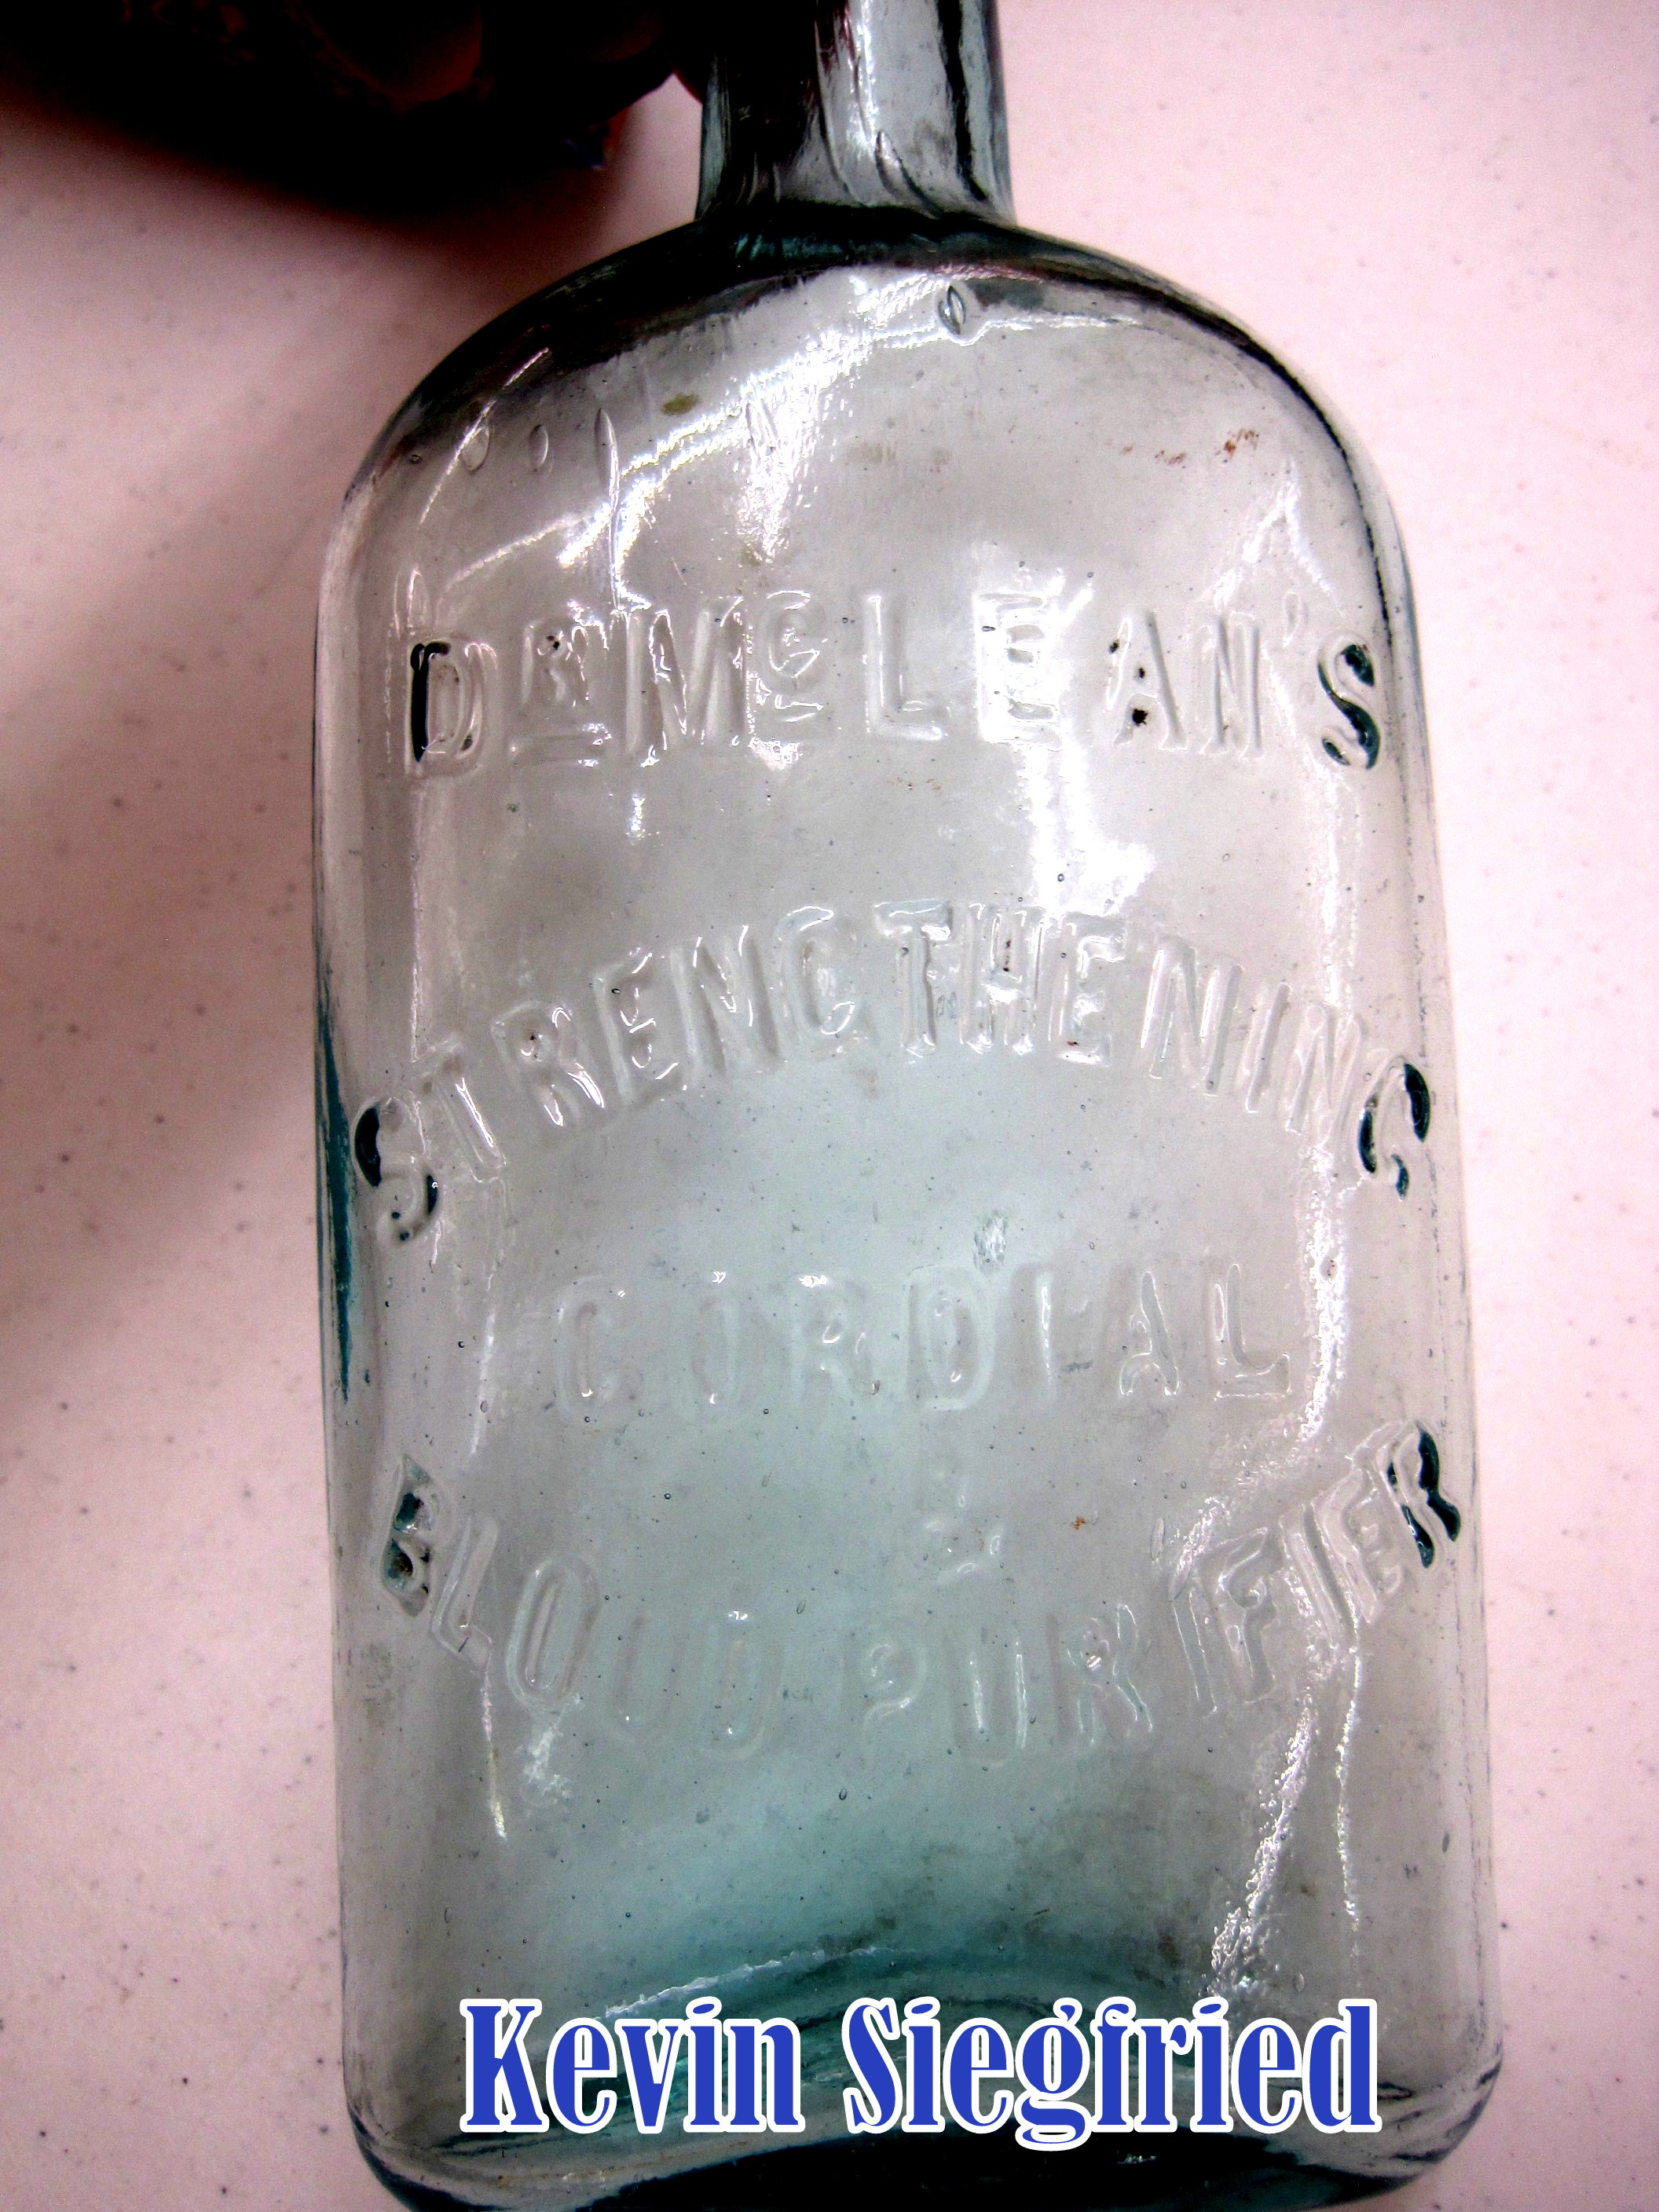 DR McLEAN'S
STRENGTHENING
CORDIAL
&
BLOOD PURIFIER
Kevin Siegfried